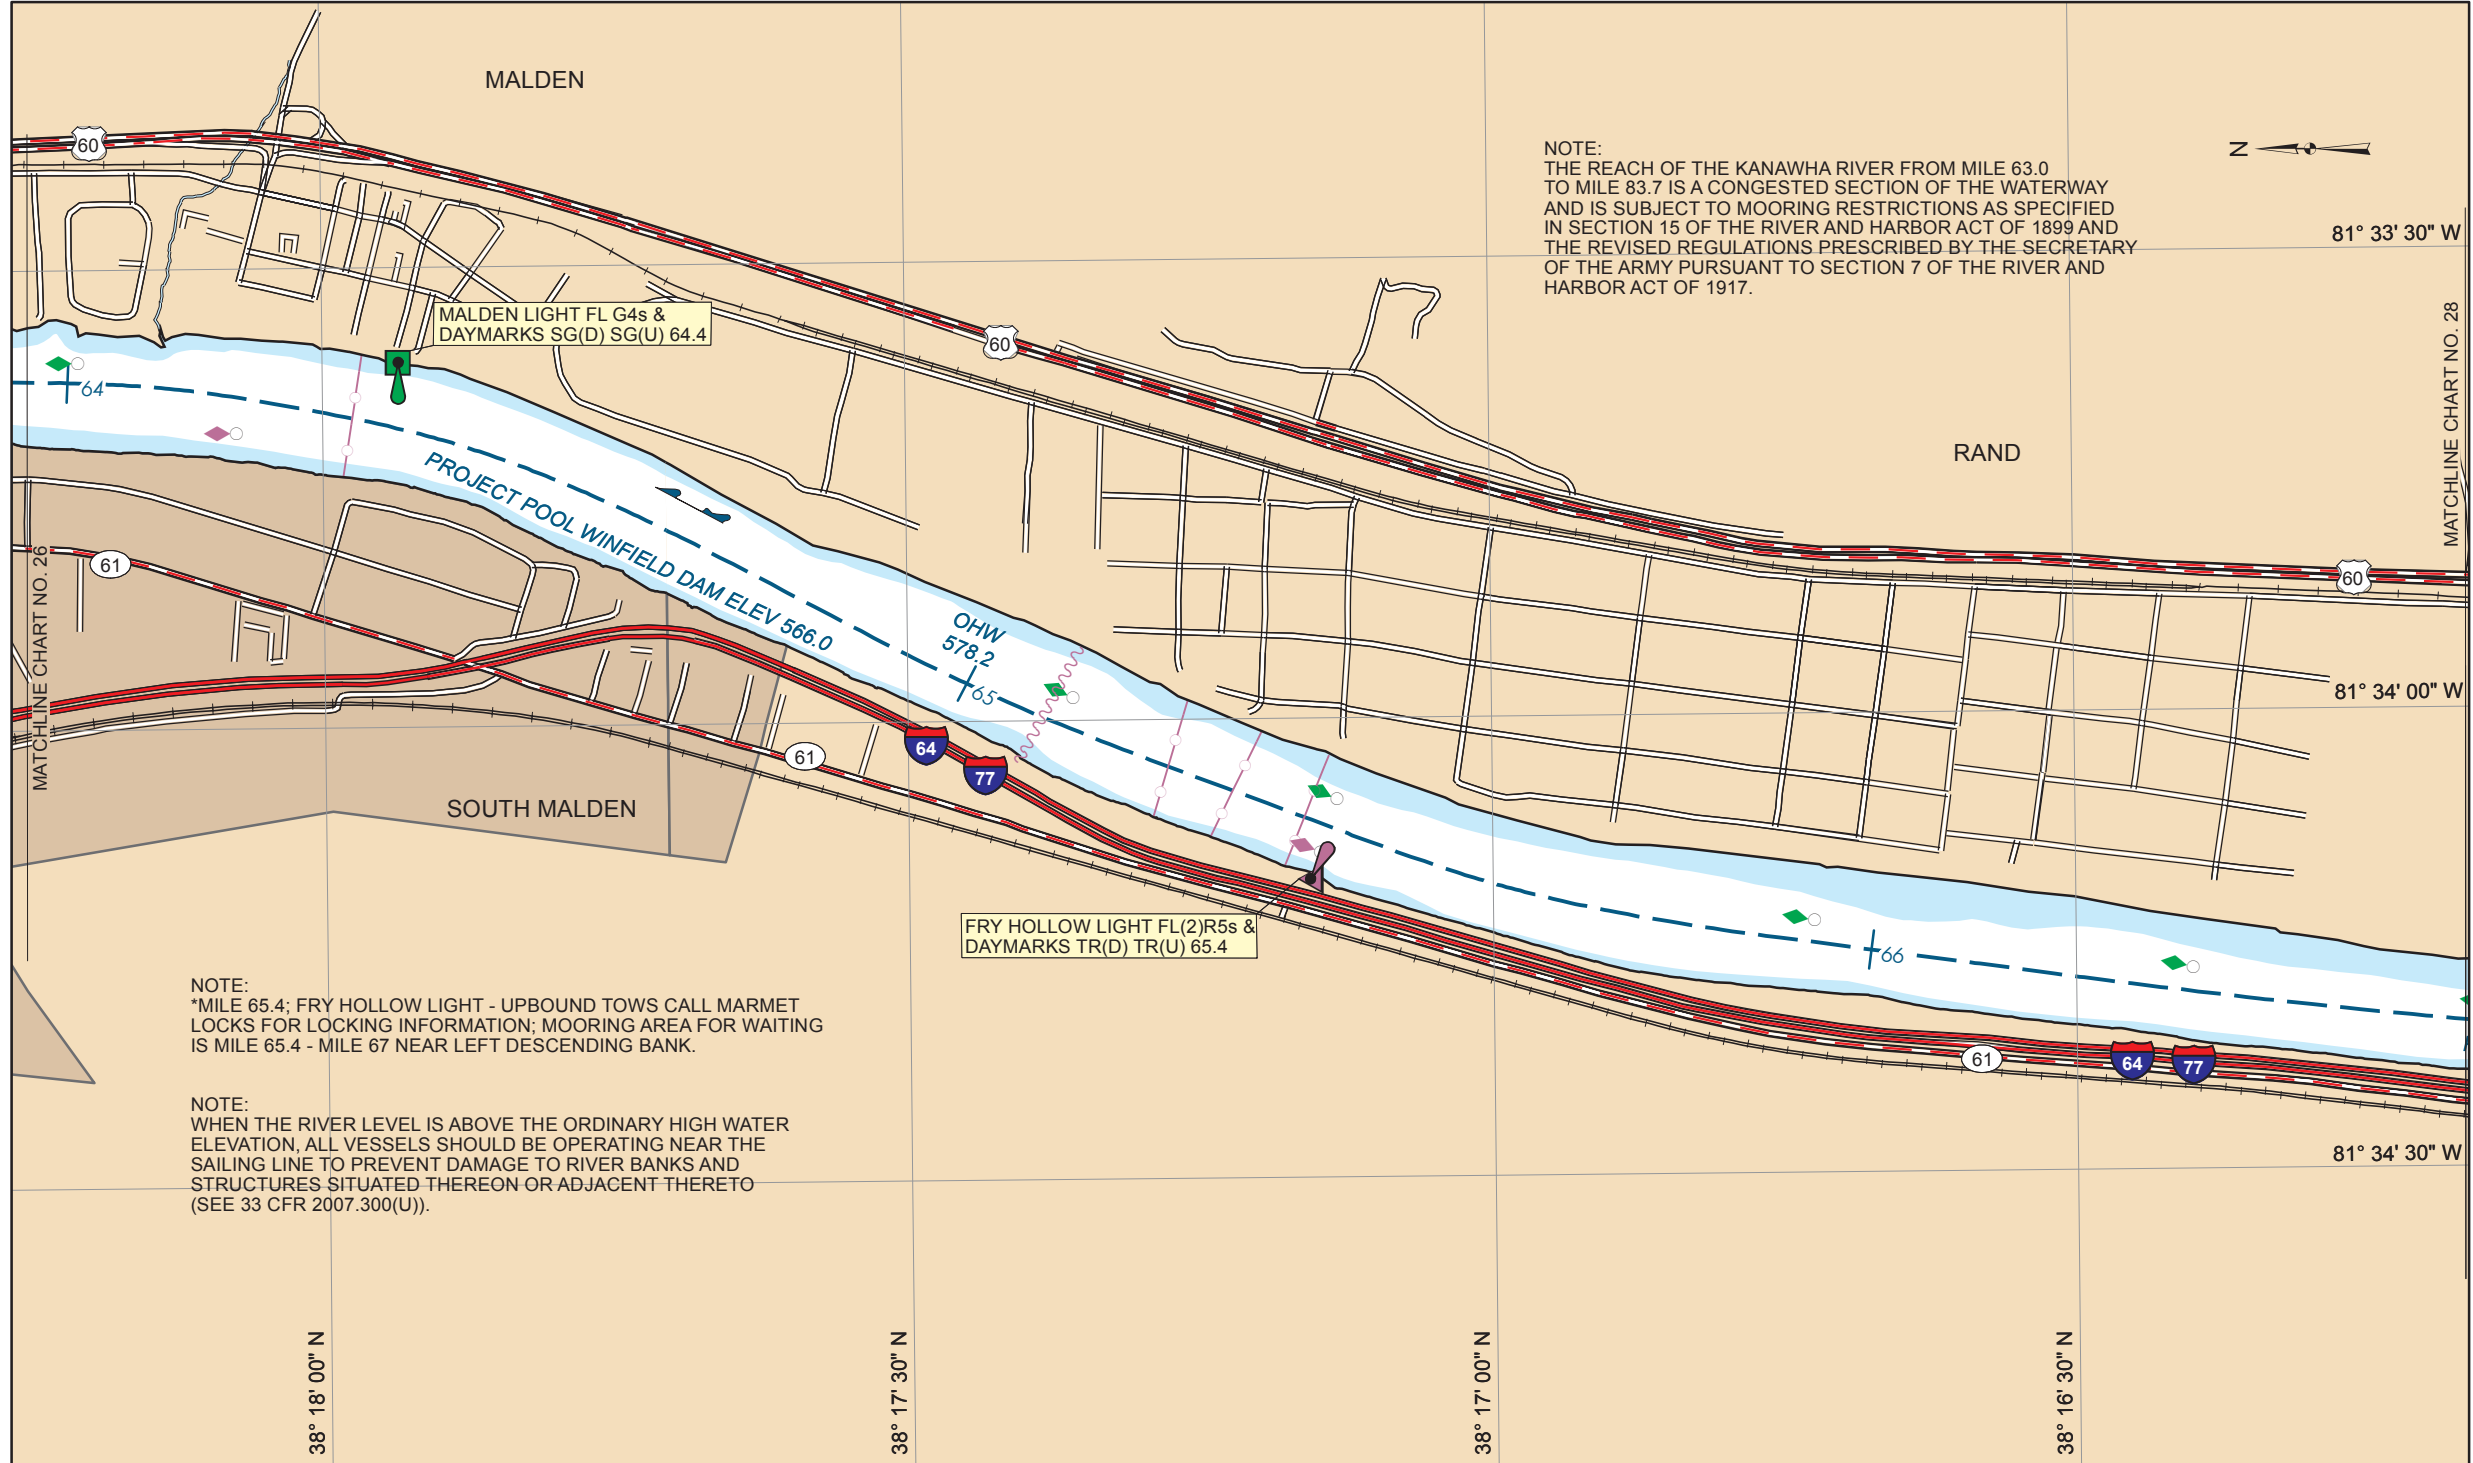 MALDEN
60
NOTE:
THE REACH OF THE KANAWHA RIVER FROM MILE 63.0
TO MILE 83.7 IS A CONGESTED SECTION OF THE WATERWAY
AND IS SUBJECT TO MOORING RESTRICTIONS AS SPECIFIED
IN SECTION 15 OF THE RIVER AND HARBOR ACT OF 1899 AND
THE REVISED REGULATIONS PRESCRIBED BY THE SECRETARY
OF THE ARMY PURSUANT TO SECTION 7 OF THE RIVER AND
HARBOR ACT OF 1917.
N
81° 33' 30" W
MALDEN LIGHT FL G4s &
DAYMARKS SG(D) SG(U) 64.4
60
64
MATCHLINE CHART NO. 28
RAND
PROJECT POOL WINFIELD DAM ELEV 566.0
MATCHLINE CHART NO. 26
61
60
OHW
578.2
65
81° 34' 00" W
61
64
77
SOUTH MALDEN
FRY HOLLOW LIGHT FL(2)R5s &
DAYMARKS TR(D) TR(U) 65.4
66
NOTE:
*MILE 65.4; FRY HOLLOW LIGHT - UPBOUND TOWS CALL MARMET
LOCKS FOR LOCKING INFORMATION; MOORING AREA FOR WAITING
IS MILE 65.4 - MILE 67 NEAR LEFT DESCENDING BANK.
61
64
77
NOTE:
WHEN THE RIVER LEVEL IS ABOVE THE ORDINARY HIGH WATER
ELEVATION, ALL VESSELS SHOULD BE OPERATING NEAR THE
SAILING LINE TO PREVENT DAMAGE TO RIVER BANKS AND
STRUCTURES SITUATED THEREON OR ADJACENT THERETO
(SEE 33 CFR 2007.300(U)).
81° 34' 30" W
38° 18' 00" N
38° 17' 30" N
38° 17' 00" N
38° 16' 30" N